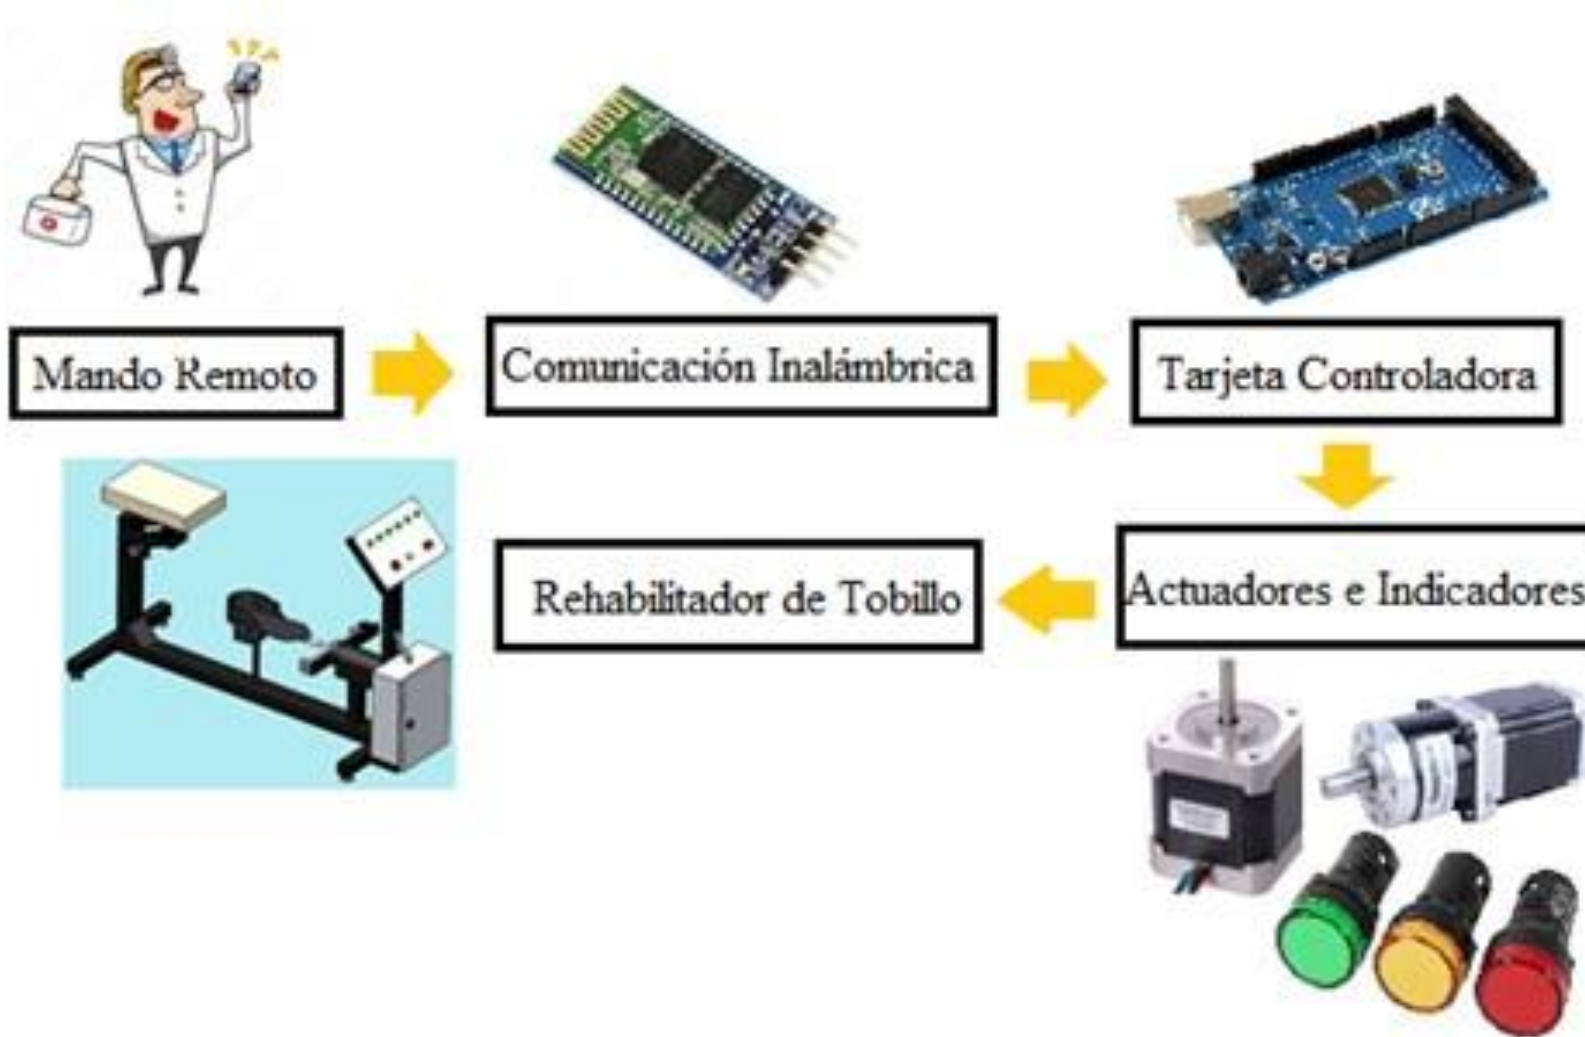 Mando Remoto
Comunicación Inalámbrica
Tarjeta Controladora
Actuadores e Indicadores
Rehabilitador de Tobillo